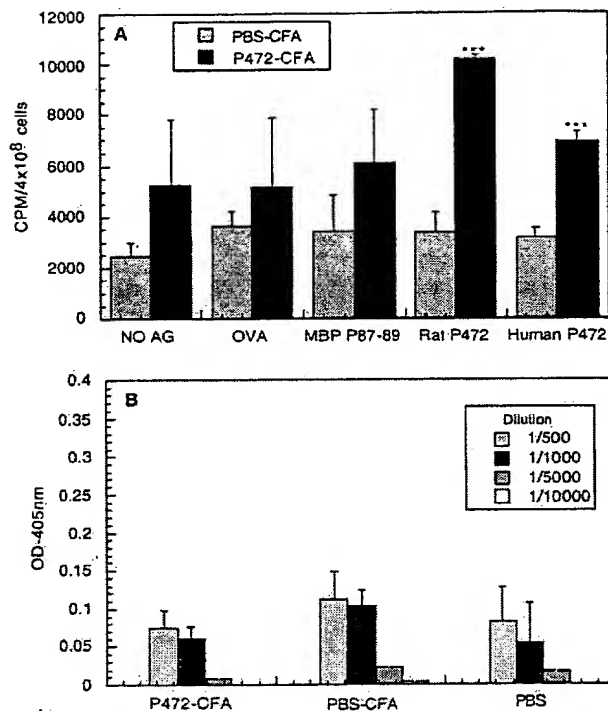 A
PBS-CFA
P472-CFA
***
***
12000
10000
8000
6000
4000
2000
0
CPM/4x10⁸ cells
NO AG OVA MBP P87-89 Rat P472 Human P472
B
Dilution
1/500
1/1000
1/5000
1/10000
0.4
0.35
0.3
0.25
0.2
0.15
0.1
0.05
0
OD-405nm
P472-CFA PBS-CFA PBS